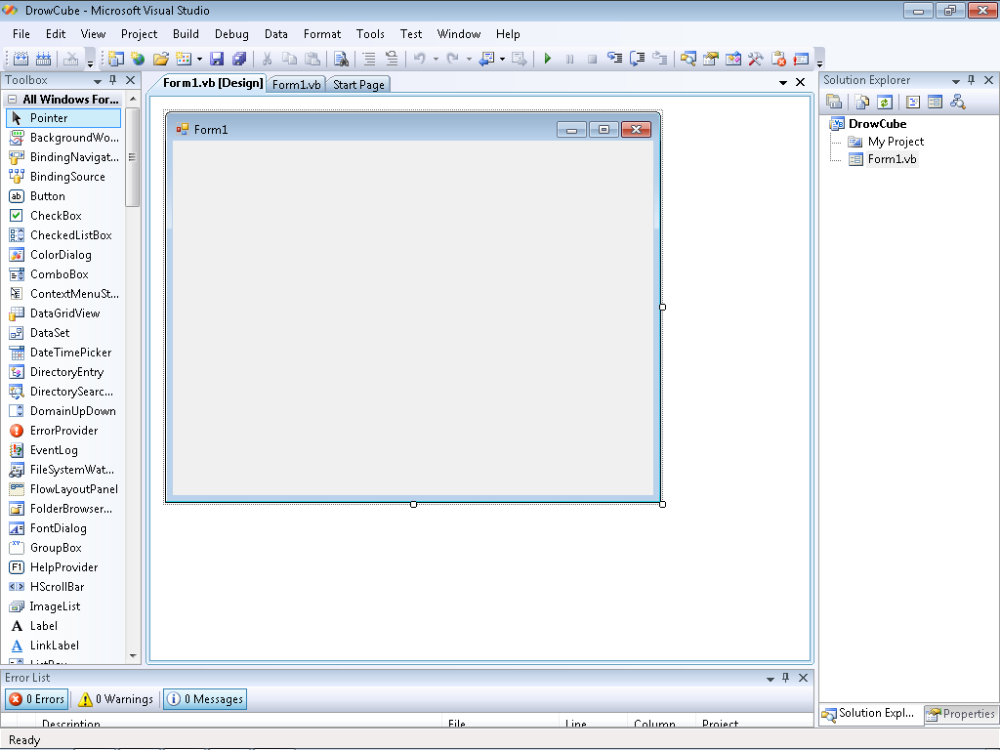 DrowCube - Microsoft Visual Studio
File Edit View Project Build Debug Data Format Tools Test Window Help
Toolbox
All Windows For...
Pointer
BackgroundWo...
BindingNavigat...
BindingSource
Button
CheckBox
CheckedListBox
ColorDialog
ComboBox
ContextMenuSt...
DataGridView
DataSet
DateTimePicker
DirectoryEntry
DirectorySearc...
DomainUpDown
ErrorProvider
EventLog
FileSystemWat...
FlowLayoutPanel
FolderBrowser...
FontDialog
GroupBox
HelpProvider
HScrollBar
ImageList
Label
LinkLabel
ListBox
Form1.vb [Design] Form1.vb Start Page
Form1
Solution Explorer
DrowCube
My Project
Form1.vb
Error List
0 Errors 0 Warnings 0 Messages
Description File Line Column Project
Solution Expl... Properties
Ready